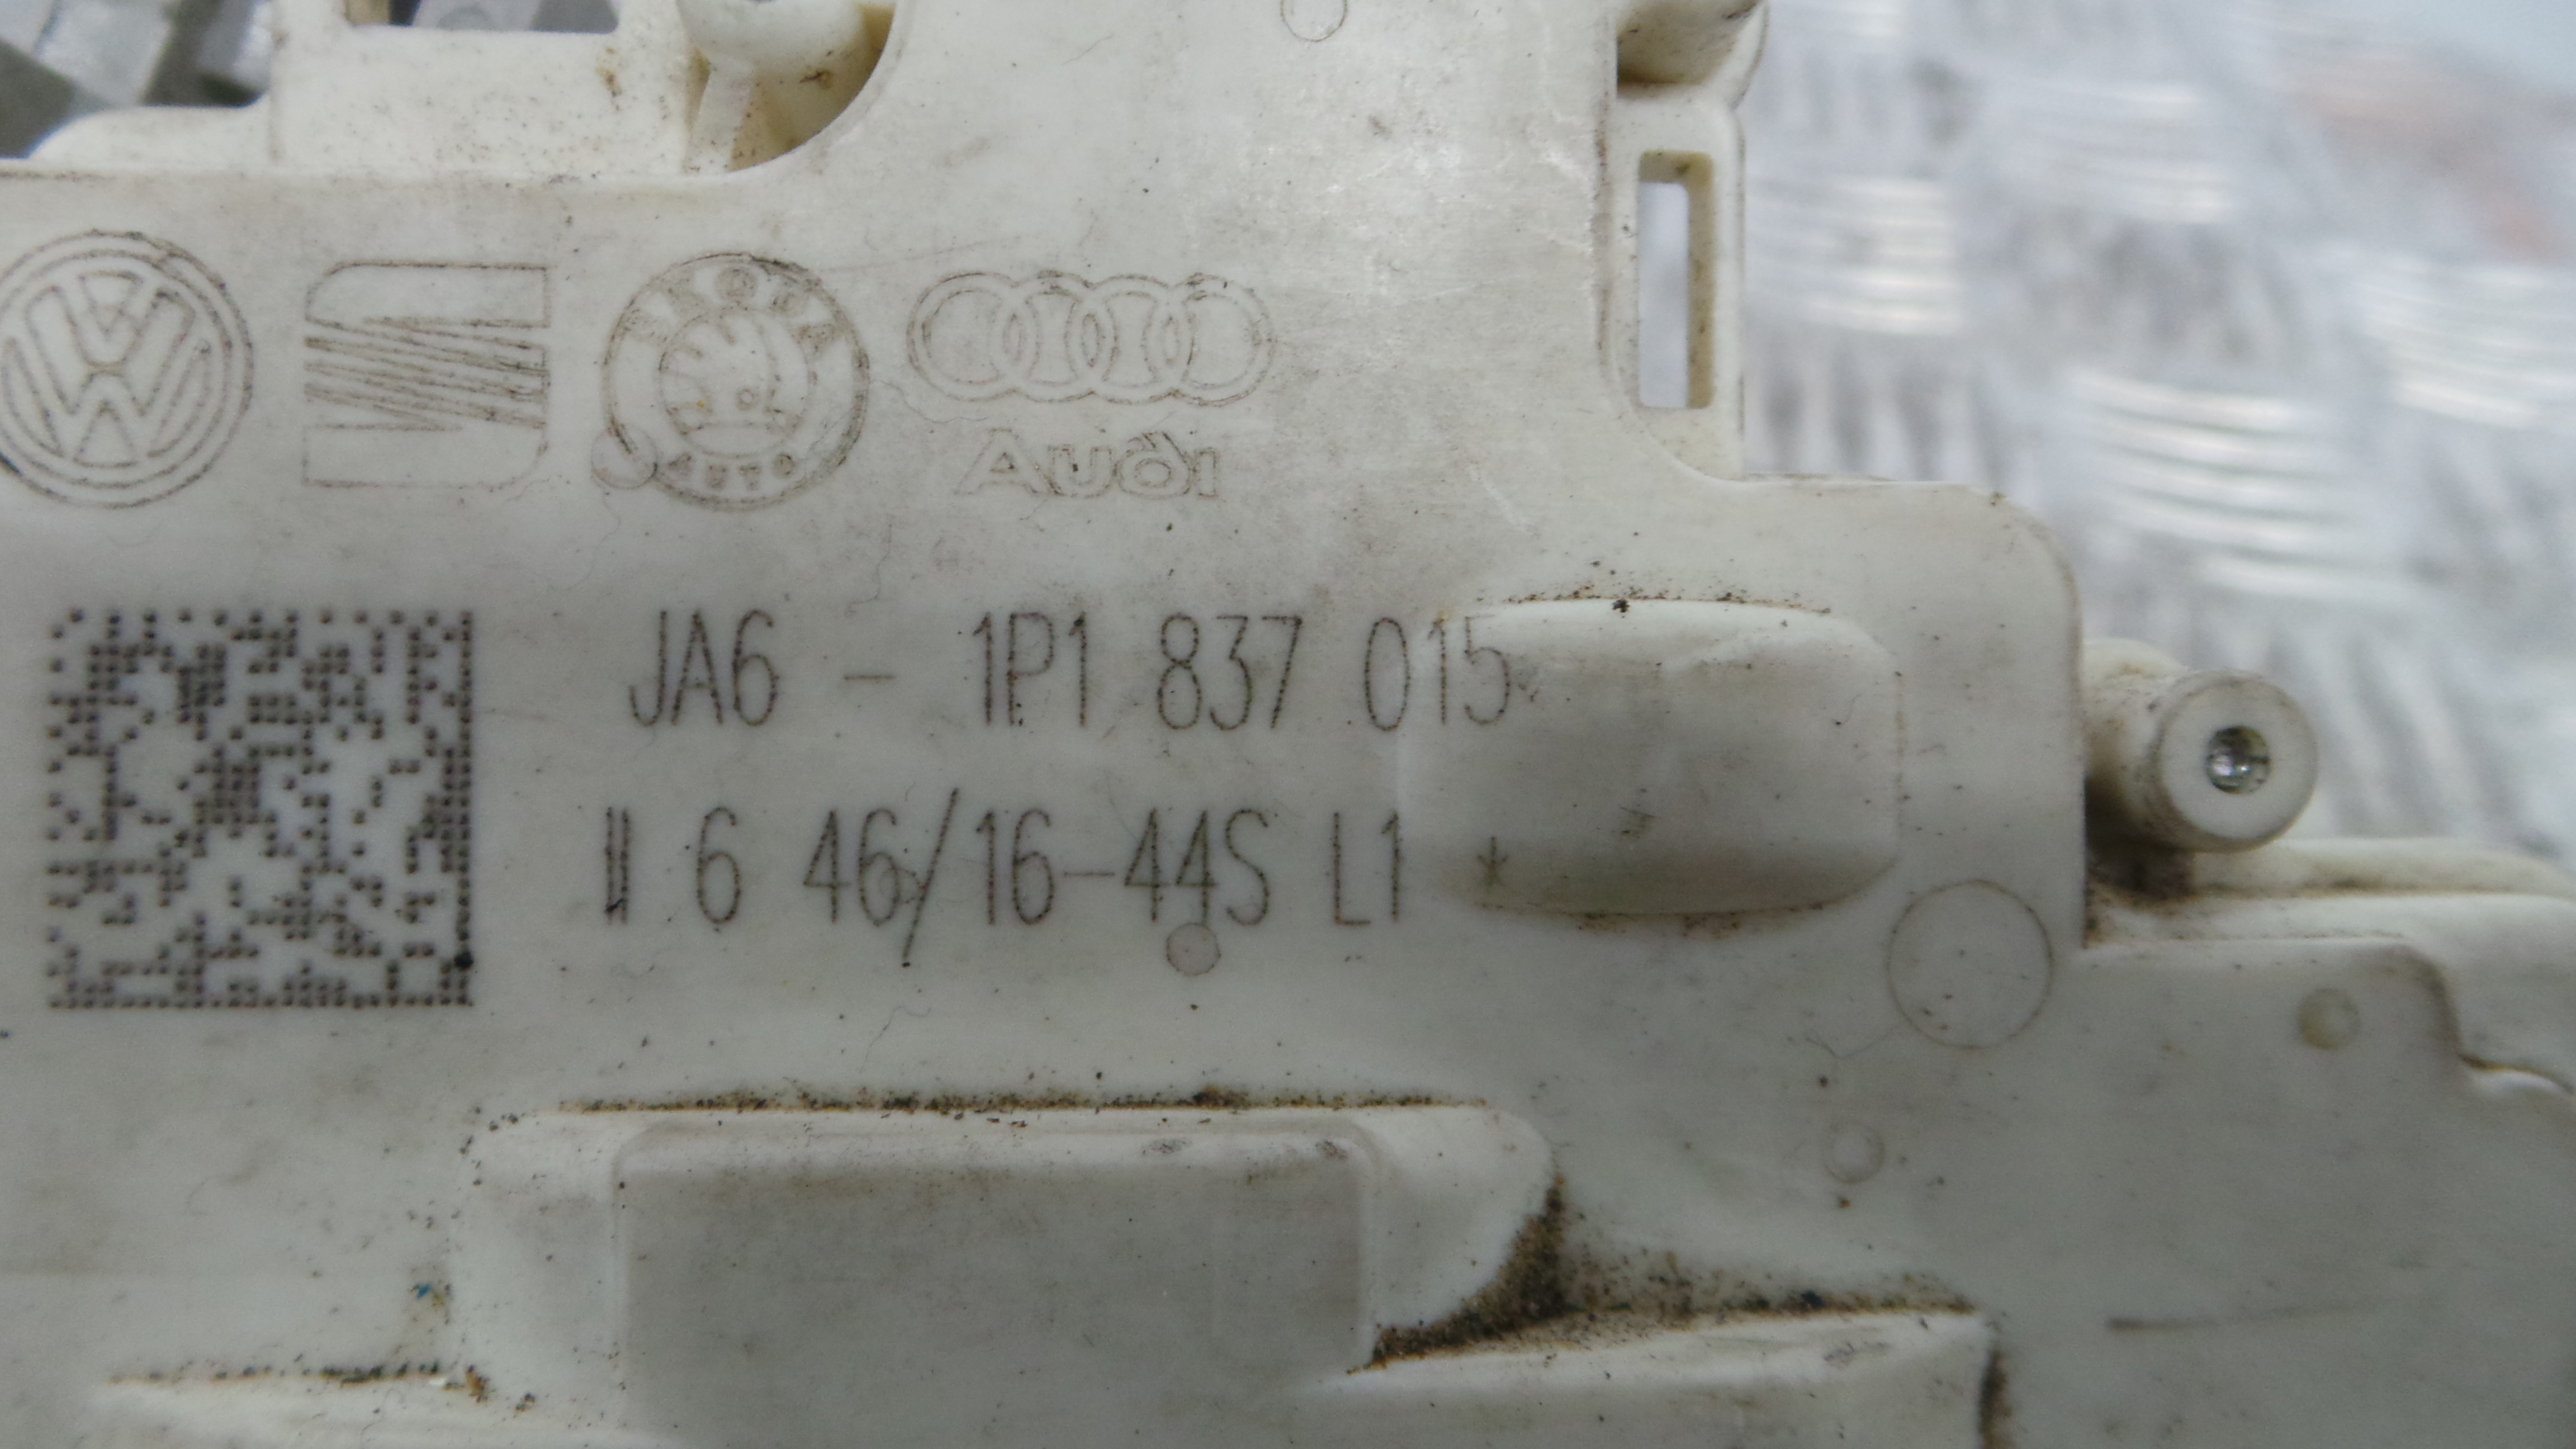 SKODA
AUTO
Audi
JA6 - 1P1 837 015
II 6 46/16-44S L1 *